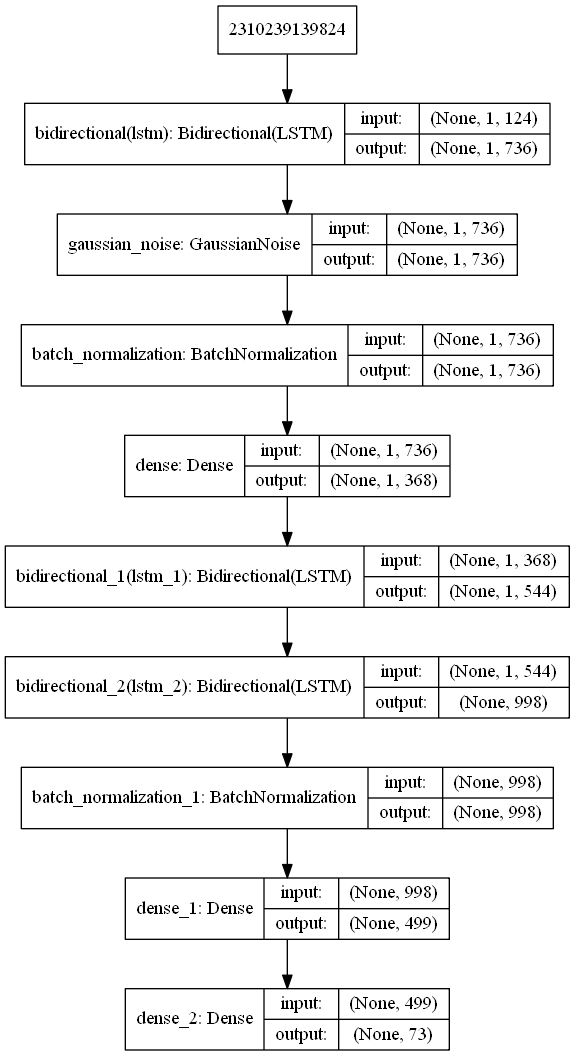 2310239139824
bidirectional(lstm): Bidirectional(LSTM)
input: (None, 1, 124)
output: (None, 1, 736)
gaussian_noise: GaussianNoise
input: (None, 1, 736)
output: (None, 1, 736)
batch_normalization: BatchNormalization
input: (None, 1, 736)
output: (None, 1, 736)
dense: Dense
input: (None, 1, 736)
output: (None, 1, 368)
bidirectional_1(lstm_1): Bidirectional(LSTM)
input: (None, 1, 368)
output: (None, 1, 544)
bidirectional_2(lstm_2): Bidirectional(LSTM)
input: (None, 1, 544)
output: (None, 998)
batch_normalization_1: BatchNormalization
input: (None, 998)
output: (None, 998)
dense_1: Dense
input: (None, 998)
output: (None, 499)
dense_2: Dense
input: (None, 499)
output: (None, 73)